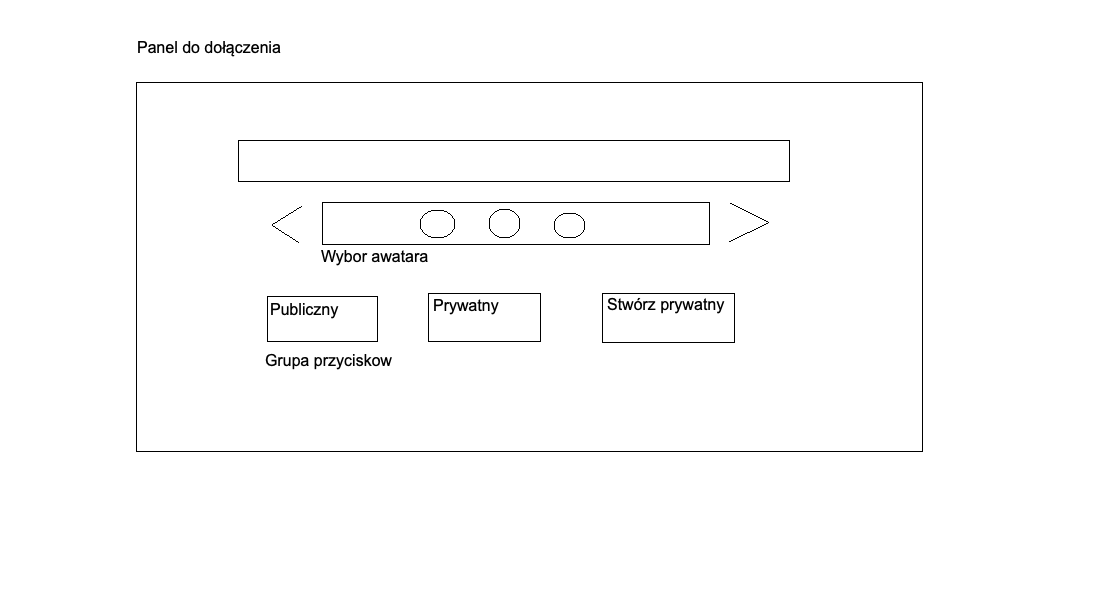 Panel do dołączenia
Wybor awatara
Publiczny
Prywatny
Stwórz prywatny
Grupa przyciskow